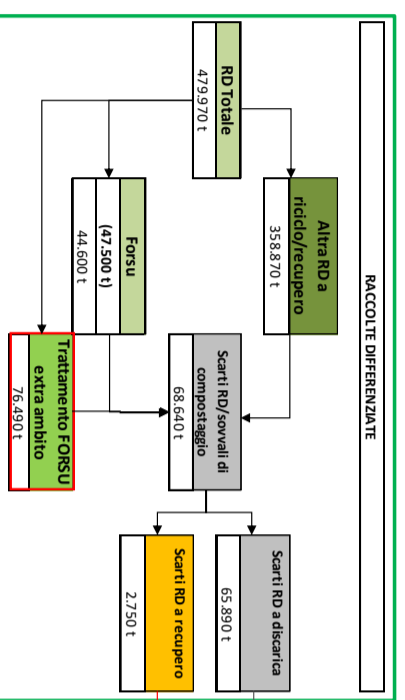 RACCOLTE DIFFERENZIATE
RD Totale
479.970 t
Altra RD a
riciclo/recupero
358.870 t
Forsu
(47.500 t)
44.600 t
Trattamento FORSU
extra ambito
76.490 t
Scarti RD/sovvali di
compostaggio
68.640 t
Scarti RD a discarica
65.890 t
Scarti RD a recupero
2.750 t